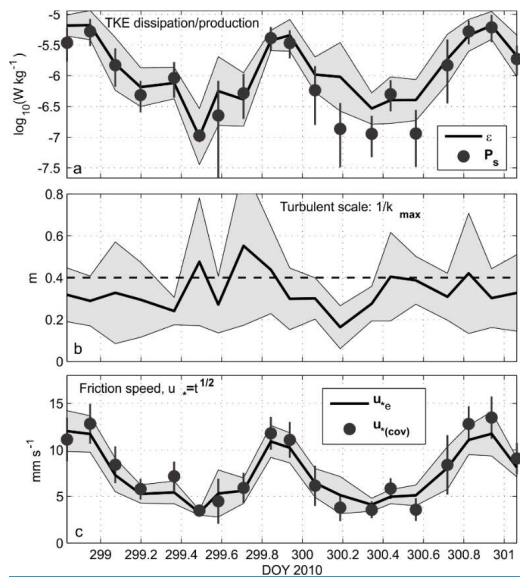 -5
TKE dissipation/production
-5.5
-6
-6.5
-7
-7.5
log10(W kg-1)
ε
Ps
a
0.8
Turbulent scale: 1/k max
0.6
0.4
0.2
0
m
b
Friction speed, u *=t1/2
15
10
5
0
mm s-1
u*e
u*(cov)
c
299 299.2 299.4 299.6 299.8 300 300.2 300.4 300.6 300.8 301
DOY 2010